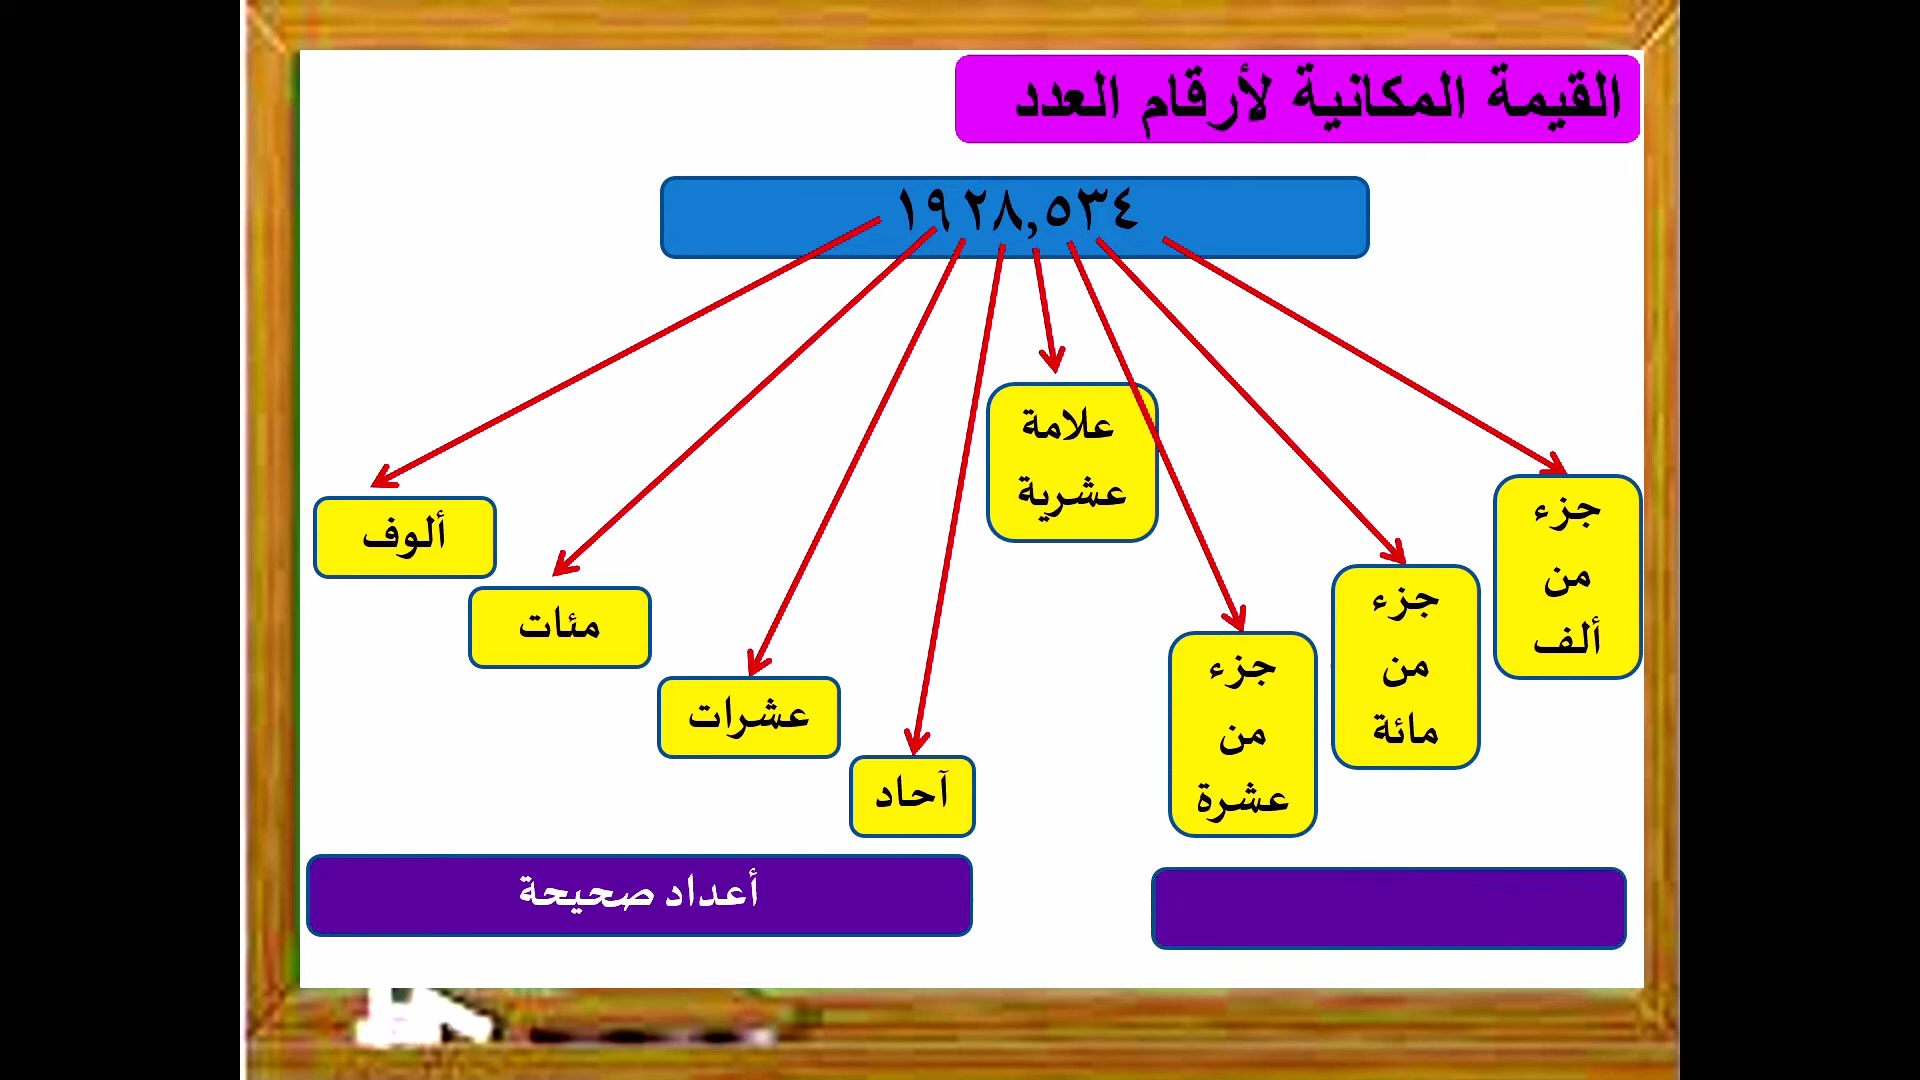 القيمة المكانية لأرقام العدد
١٩٢٨,٥٣٤
علامة
عشرية
جزء
من
ألف
ألوف
جزء
من
مائة
مئات
جزء
من
عشرة
عشرات
آحاد
أعداد صحيحة